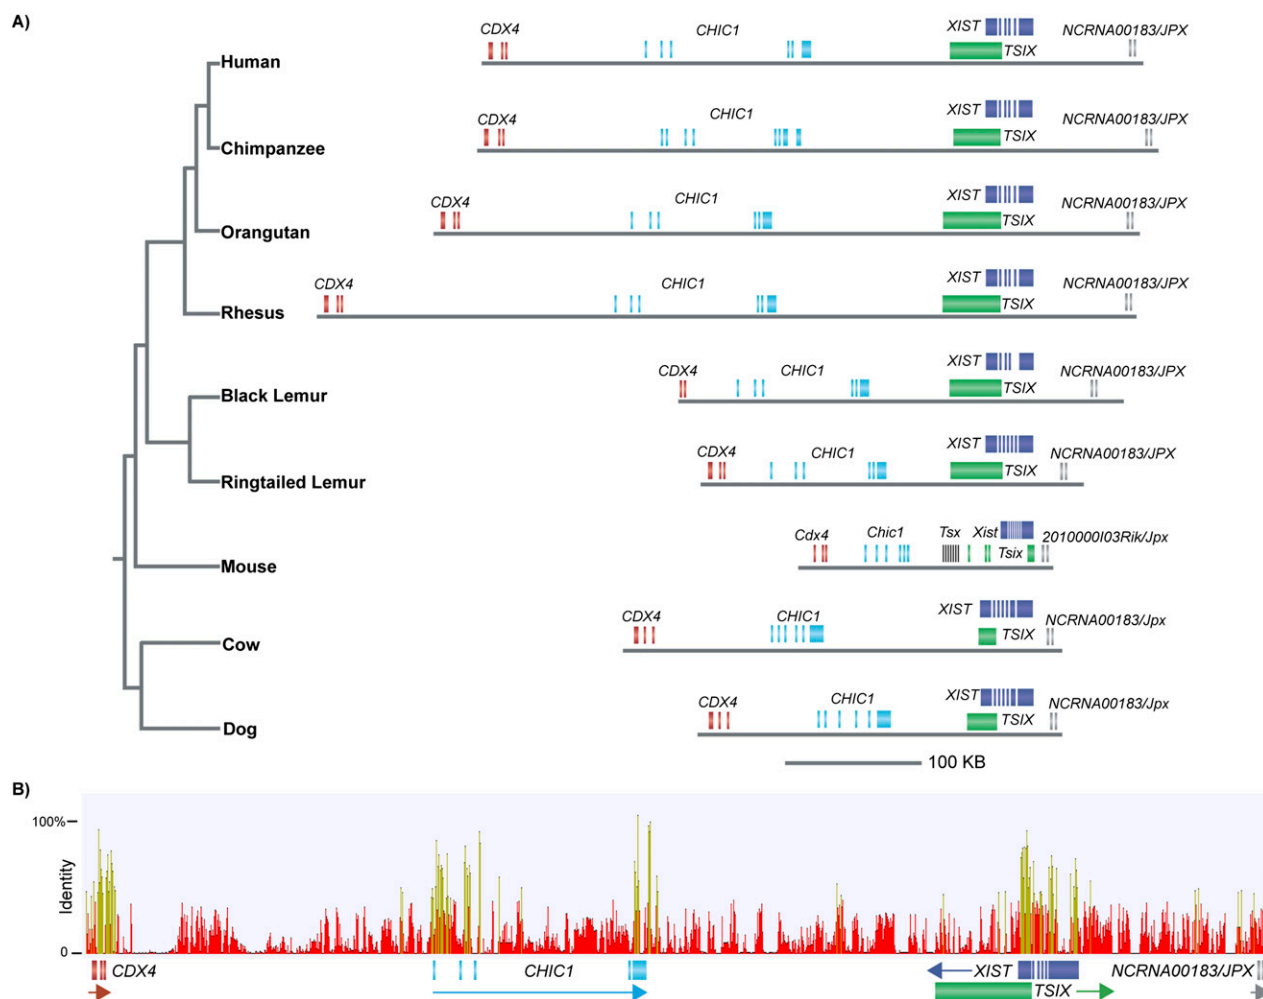 A)
CDX4 CHIC1 XIST TSIX NCRNA00183/JPX
Human
CDX4 CHIC1 XIST TSIX NCRNA00183/JPX
Chimpanzee
CDX4 CHIC1 XIST TSIX NCRNA00183/JPX
Orangutan
CDX4 CHIC1 XIST TSIX NCRNA00183/JPX
Rhesus
CDX4 CHIC1 XIST TSIX NCRNA00183/JPX
Black Lemur
CDX4 CHIC1 XIST TSIX NCRNA00183/JPX
Ringtailed Lemur
Cdx4 Chic1 Tsx Xist Tsix 2010000I03Rik/Jpx
Mouse
CDX4 CHIC1 XIST TSIX NCRNA00183/Jpx
Cow
CDX4 CHIC1 XIST TSIX NCRNA00183/Jpx
Dog
100 KB
B)
100%
Identity
0
CDX4 CHIC1 XIST NCRNA00183/JPX
TSIX